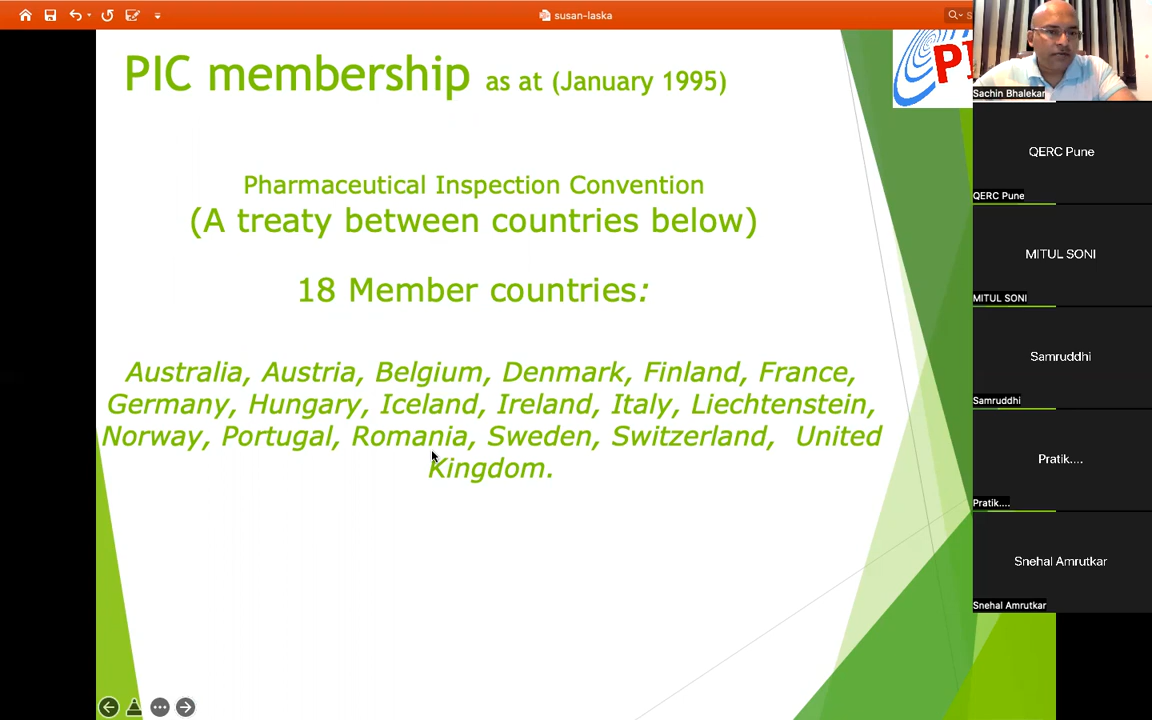 susan-laska
S
PIC membership as at (January 1995)
PI
Pharmaceutical Inspection Convention
(A treaty between countries below)
18 Member countries:
Australia, Austria, Belgium, Denmark, Finland, France,
Germany, Hungary, Iceland, Ireland, Italy, Liechtenstein,
Norway, Portugal, Romania, Sweden, Switzerland, United
Kingdom.
Sachin Bhalekar
QERC Pune
QERC Pune
MITUL SONI
MITUL SONI
Samruddhi
Samruddhi
Pratik....
Pratik....
Snehal Amrutkar
Snehal Amrutkar